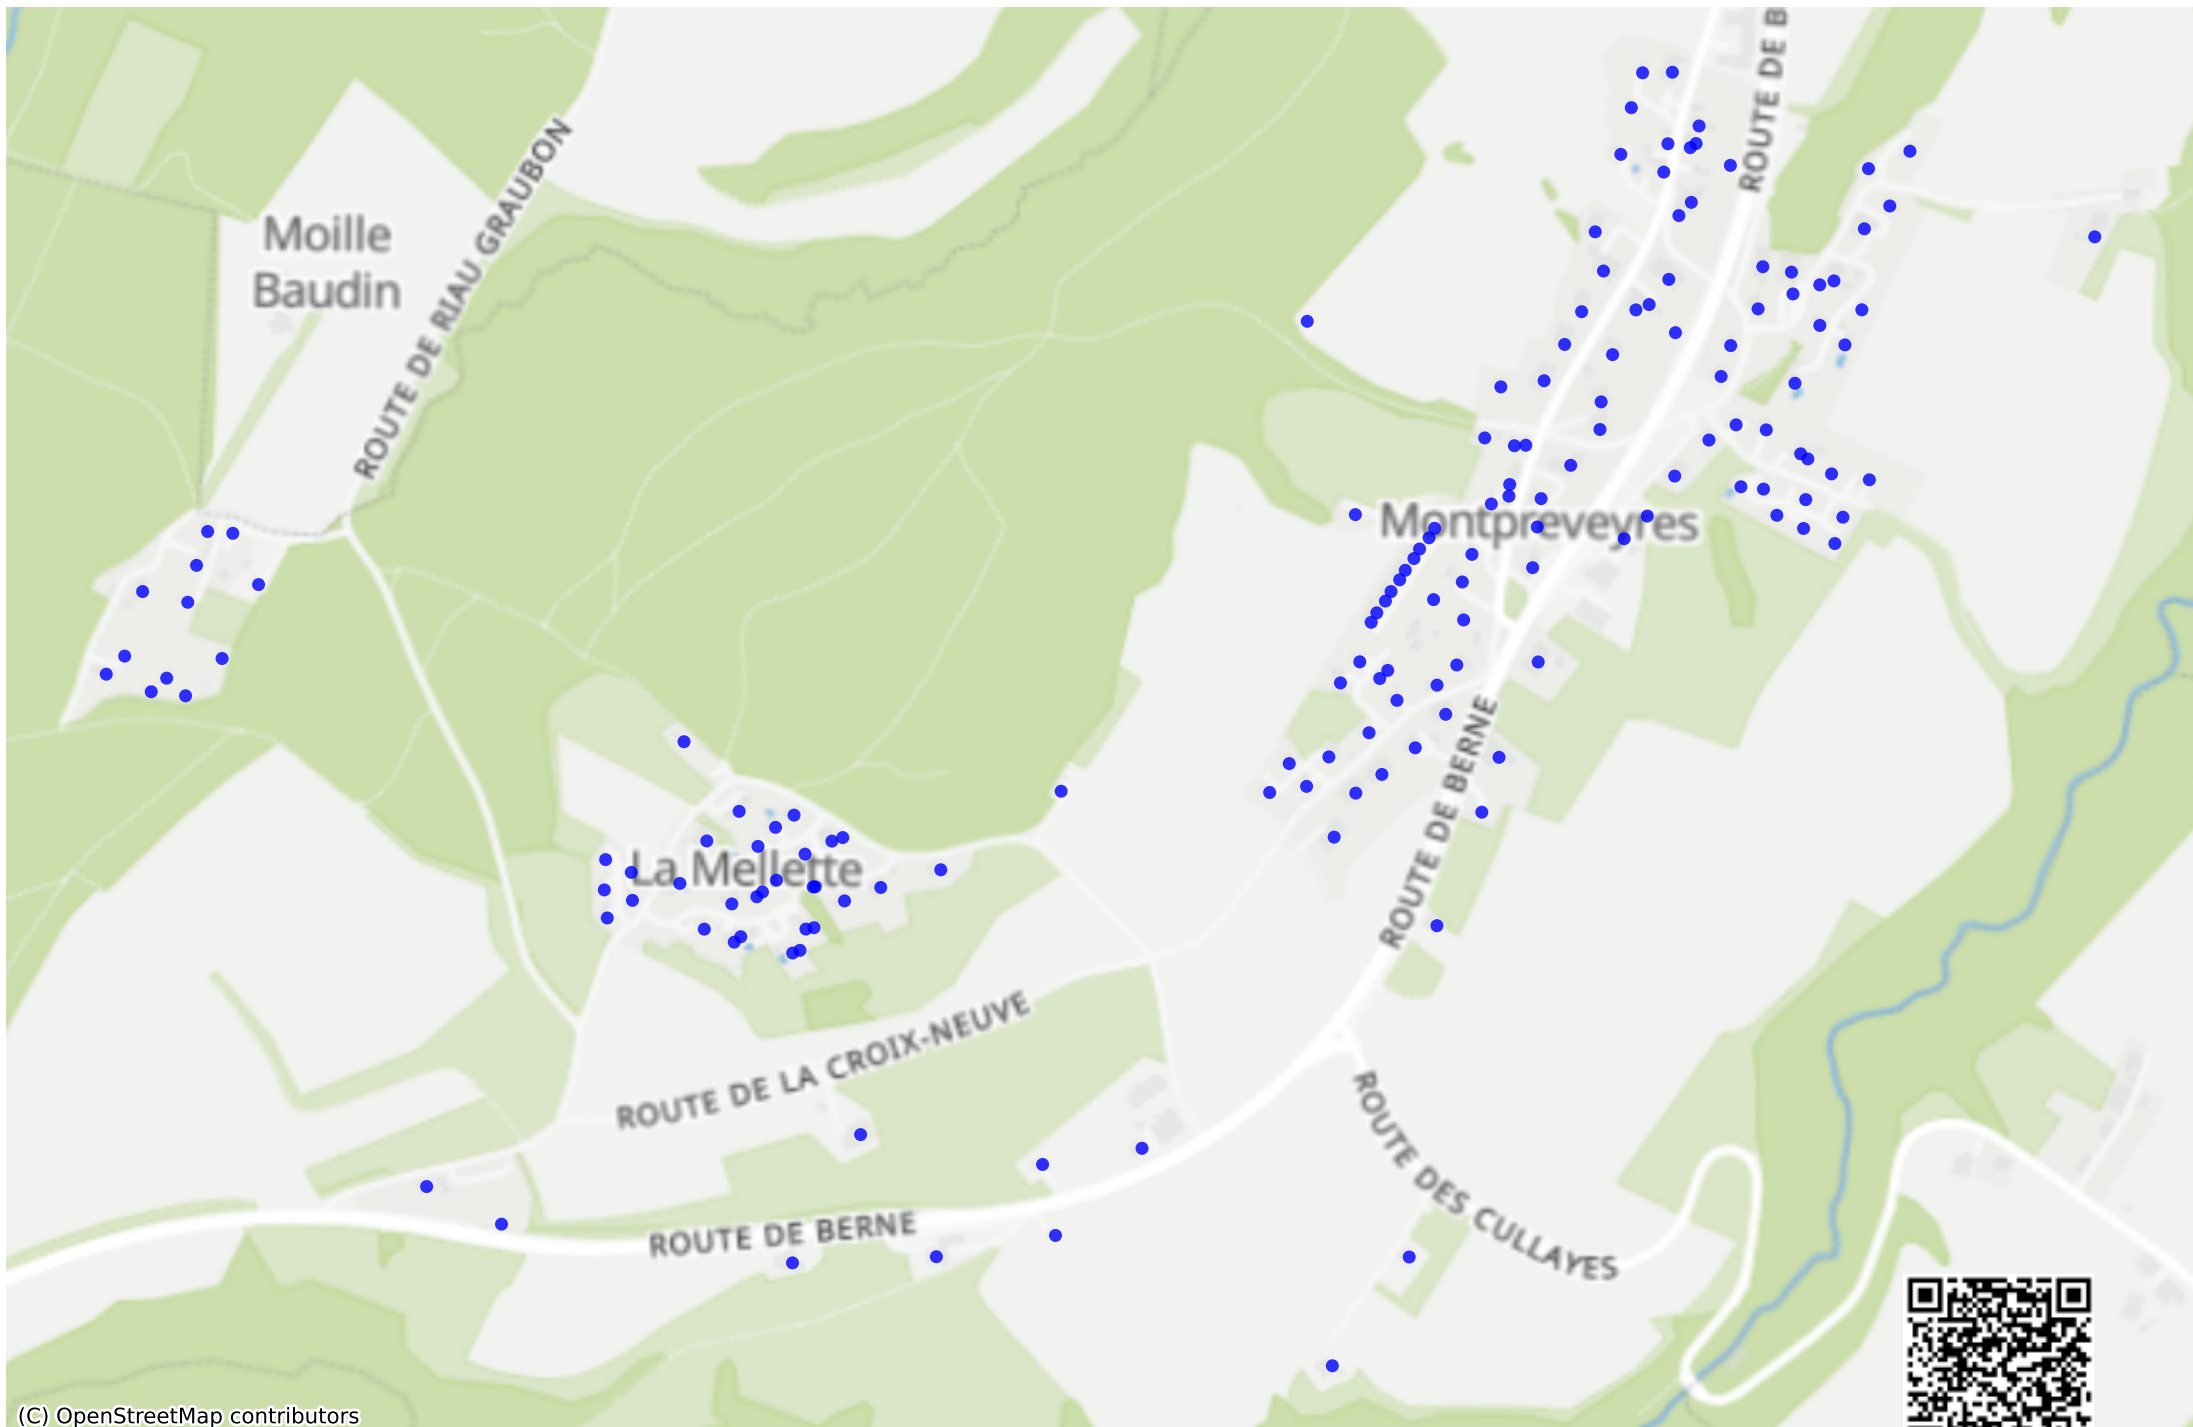 ROUTE DE B
ROUTE DE RIAU GRAUBON
Moille
Baudin
Montpreveyres
ROUTE DE BERNE
La Mellette
ROUTE DE LA CROIX-NEUVE
ROUTE DES CULLAYES
ROUTE DE BERNE
(C) OpenStreetMap contributors